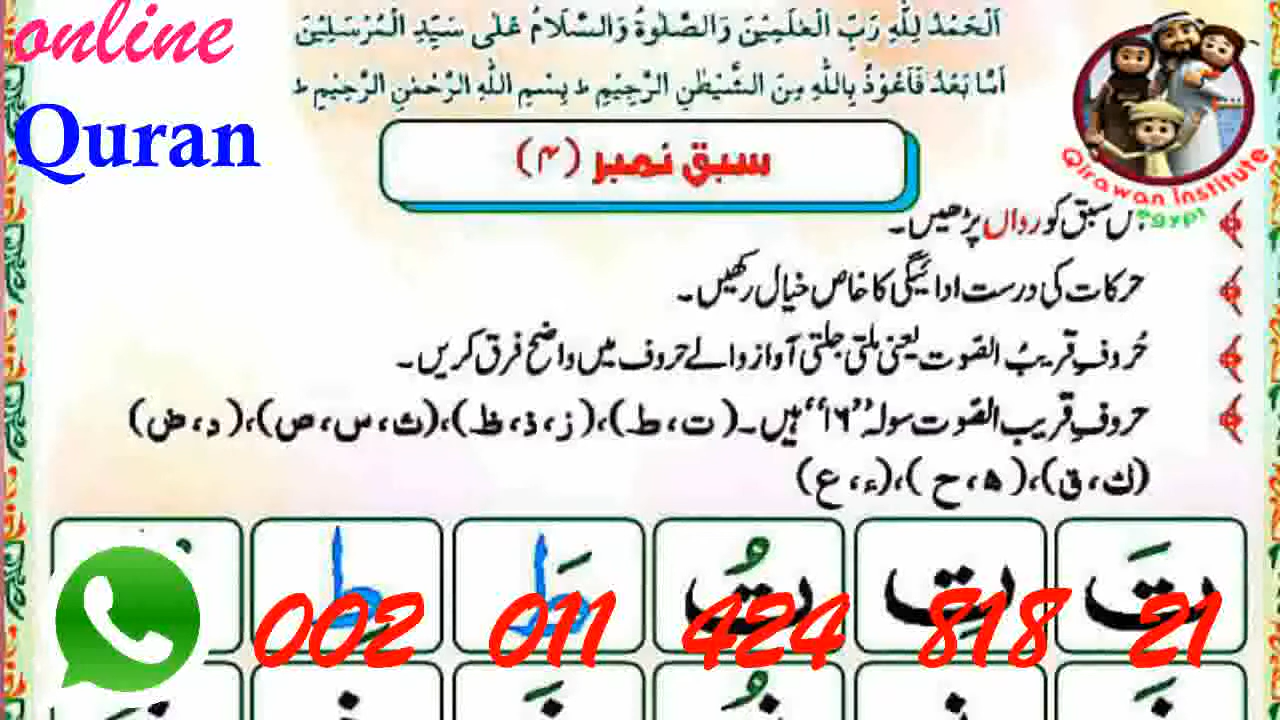 online
Quran
اَلْحَمْدُ لِلّٰهِ رَبِّ الْعٰلَمِيْنَ وَالصَّلٰوةُ وَالسَّلَامُ عَلٰى سَيِّدِ الْمُرْسَلِيْنَ
اَمَّا بَعْدُ فَاَعُوْذُ بِاللّٰهِ مِنَ الشَّيْطٰنِ الرَّجِيْمِ ط بِسْمِ اللّٰهِ الرَّحْمٰنِ الرَّحِيْمِ ط
Qirawan institute
egypt
سبق نمبر (۴)
سبق کو رواں پڑھیں۔
حرکات کی درست ادائیگی کا خاص خیال رکھیں۔
حُروفِ قریبُ الصّوت یعنی ملتی جلتی آواز والے حروف میں واضح فرق کریں۔
حروفِ قریب الصّوت سولہ ”۱۶“ ہیں۔ (ت، ط)، (ز، ذ، ظ)، (ث، س، ص)، (د، ض)
(ك، ق)، (ه، ح)، (ء، ع)
تَ تِ تُ طَ طِ
002 011 424 818 21